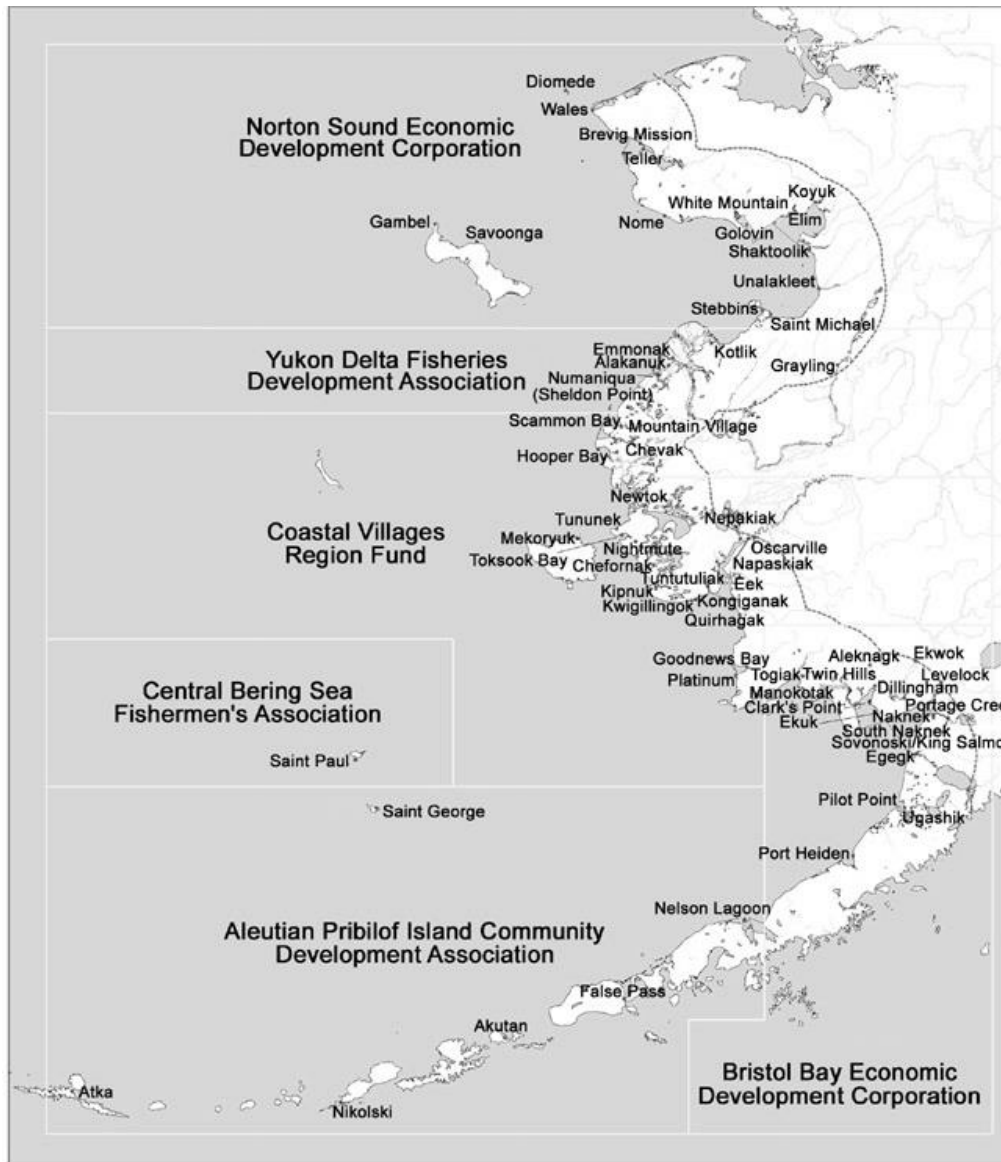 Diomede
Wales
Norton Sound Economic
Development Corporation
Brevig Mission
Teller
Koyuk
White Mountain
Elim
Gambel
Nome
Savoonga
Golovin
Shaktoolik
Unalakleet
Stebbins
Saint Michael
Yukon Delta Fisheries
Development Association
Emmonak
Kotlik
Alakanuk
Grayling
Numaniqua
(Sheldon Point)
Scammon Bay
Mountain Village
Chevak
Hooper Bay
Newtok
Coastal Villages
Region Fund
Tununek
Nepakiak
Mekoryuk
Nightmute
Oscarville
Toksook Bay
Chefornak
Napaskiak
Tuntutuliak
Eek
Kipnuk
Kwigillingok
Kongiganak
Quirhagak
Goodnews Bay
Aleknagk
Ekwok
Platinum
Togiak
Twin Hills
Levelock
Central Bering Sea
Fishermen's Association
Manokotak
Dillingham
Clark's Point
Portage Cree
Ekuk
Naknek
South Naknek
Sovonoski/King Salmo
Egegk
Saint Paul
Saint George
Pilot Point
Ugashik
Port Heiden
Nelson Lagoon
Aleutian Pribilof Island Community
Development Association
False Pass
Akutan
Atka
Nikolski
Bristol Bay Economic
Development Corporation